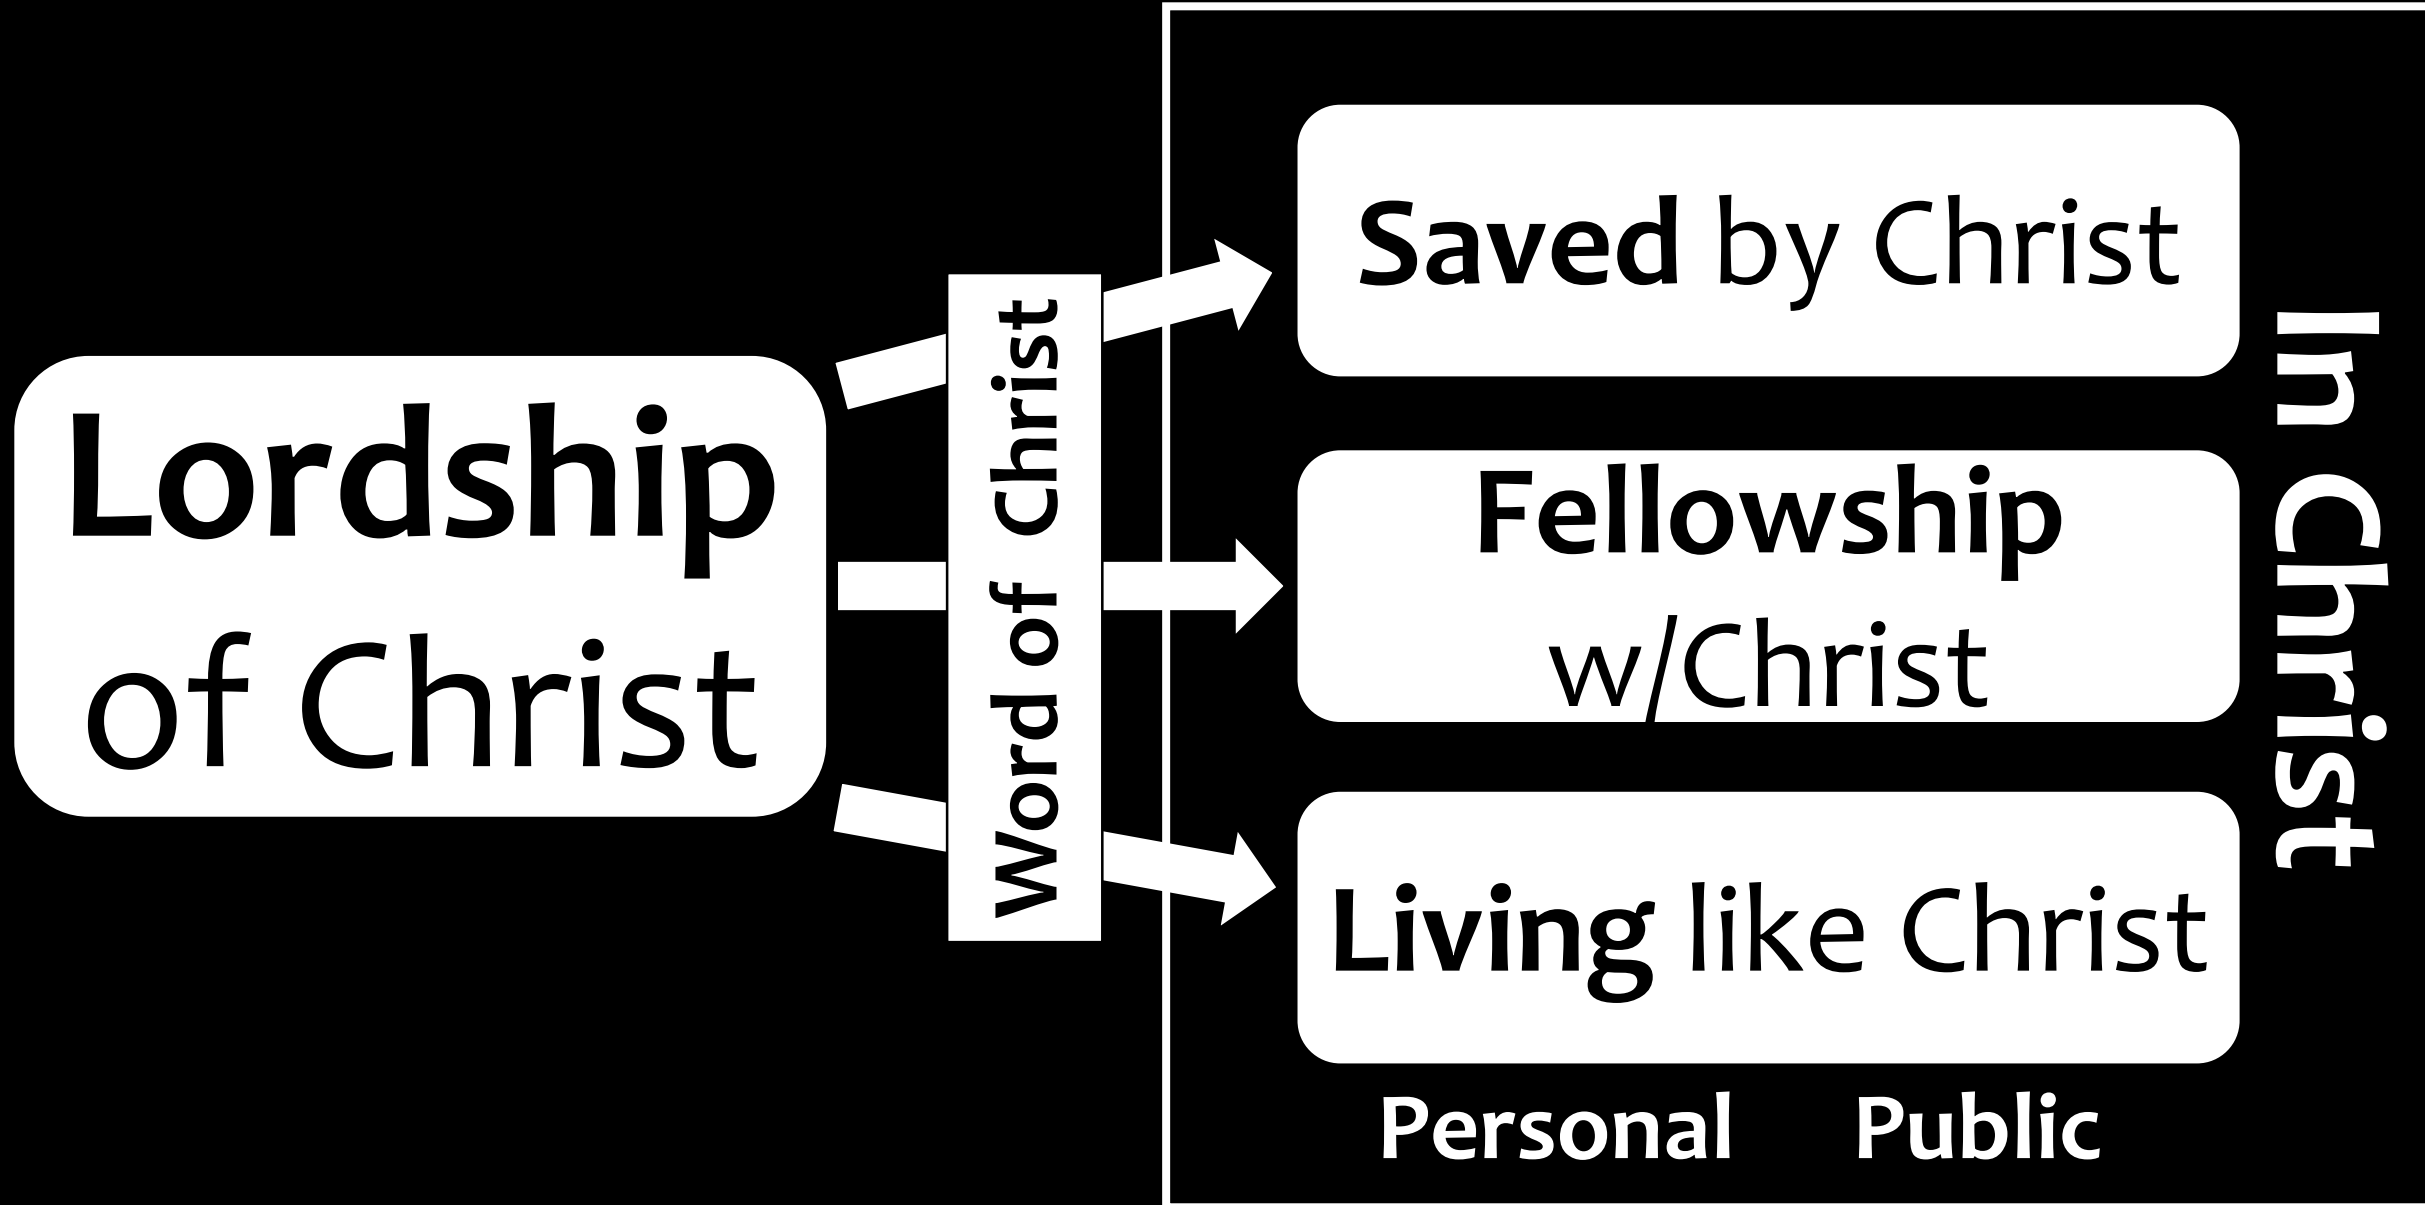 Lordship
of Christ
Word of Christ
Saved by Christ
Fellowship
w/Christ
Living like Christ
Personal Public
In Christ